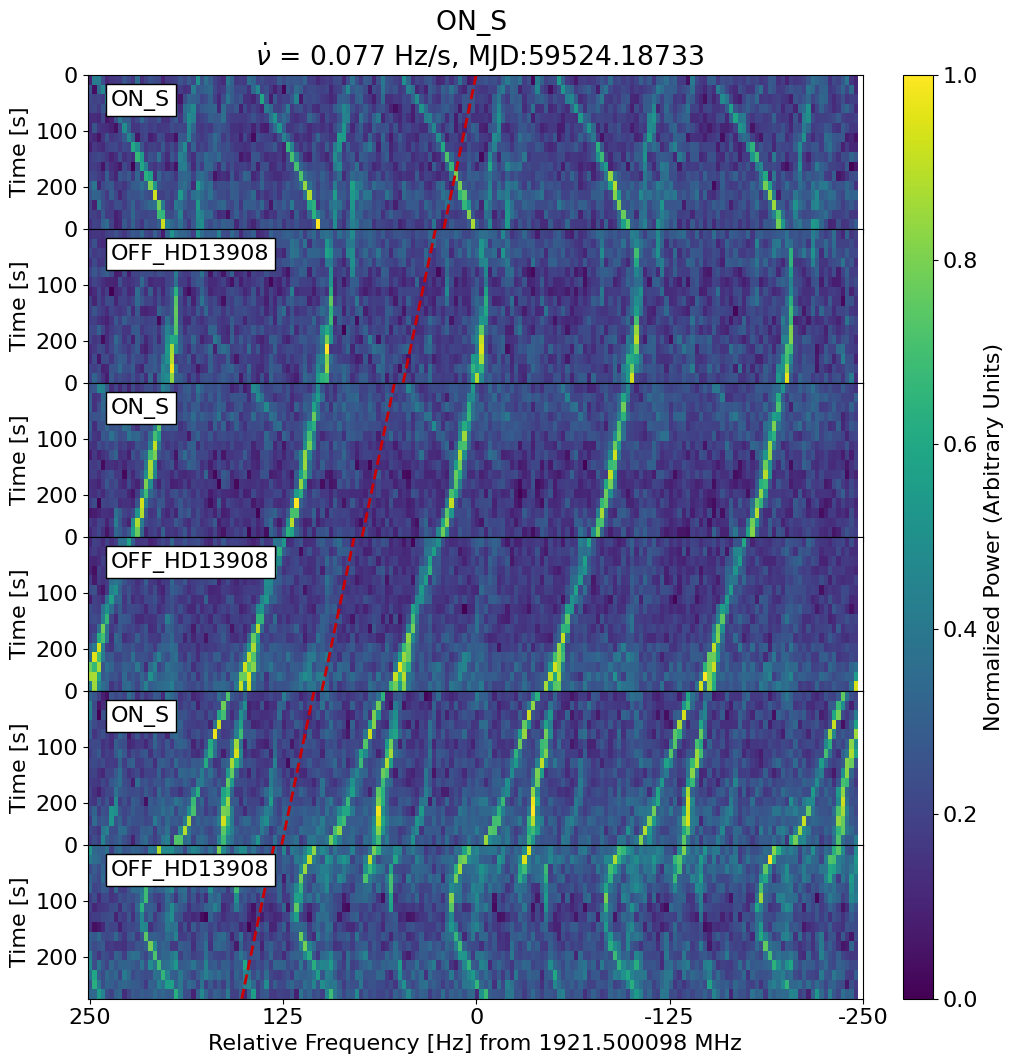 ON_S
ν̇ = 0.077 Hz/s, MJD:59524.18733
ON_S
OFF_HD13908
ON_S
OFF_HD13908
ON_S
OFF_HD13908
0
100
200
0
100
200
0
100
200
0
100
200
0
100
200
0
100
200
Time [s]
Time [s]
Time [s]
Time [s]
Time [s]
Time [s]
250 125 0 -125 -250
Relative Frequency [Hz] from 1921.500098 MHz
1.0
0.8
0.6
0.4
0.2
0.0
Normalized Power (Arbitrary Units)